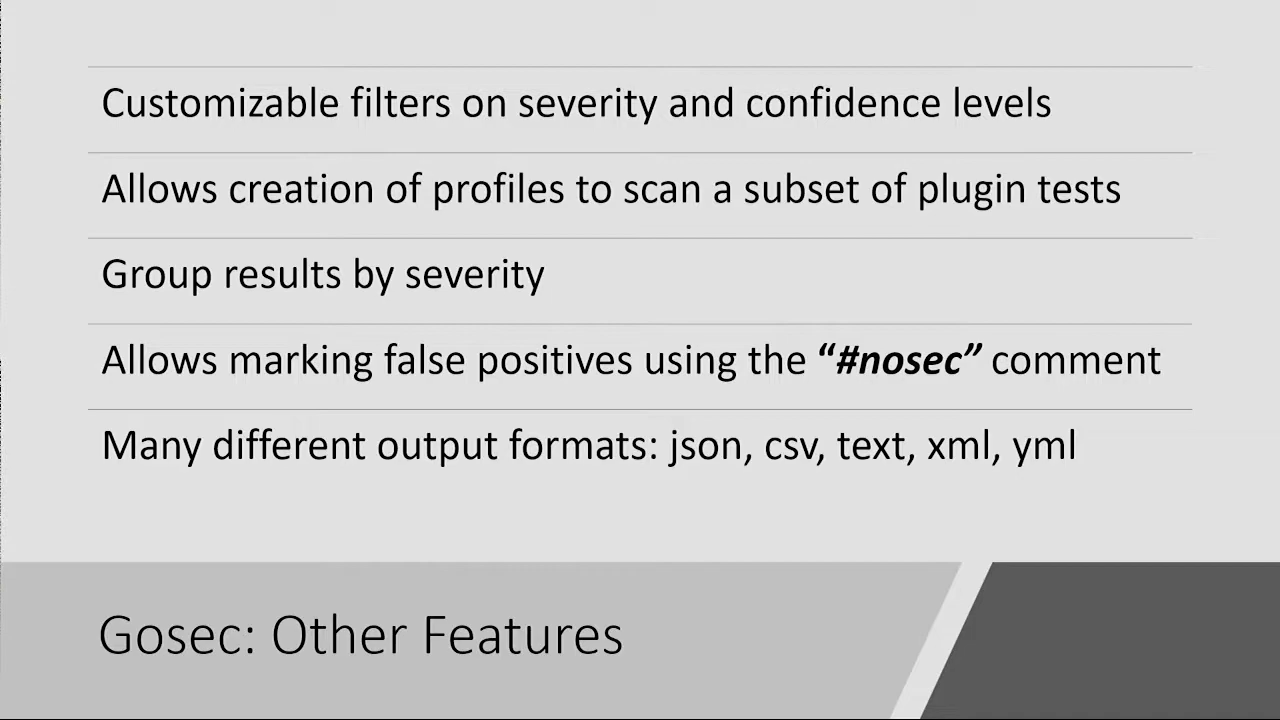 Customizable filters on severity and confidence levels
Allows creation of profiles to scan a subset of plugin tests
Group results by severity
Allows marking false positives using the “#nosec” comment
Many different output formats: json, csv, text, xml, yml
Gosec: Other Features